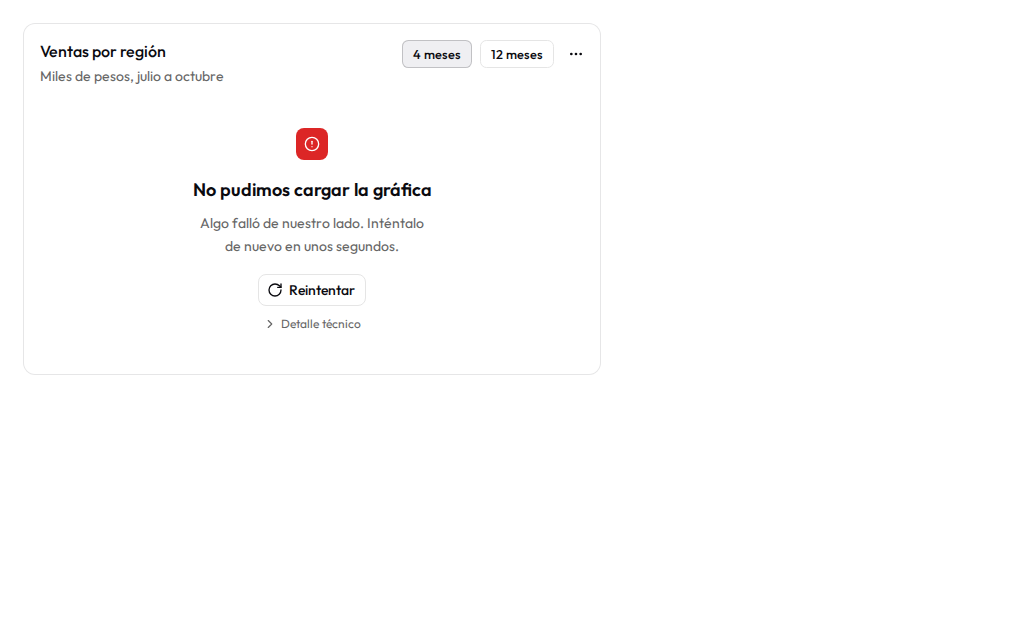 Ventas por región
4 meses
12 meses
Miles de pesos, julio a octubre
No pudimos cargar la gráfica
Algo falló de nuestro lado. Inténtalo
de nuevo en unos segundos.
Reintentar
Detalle técnico